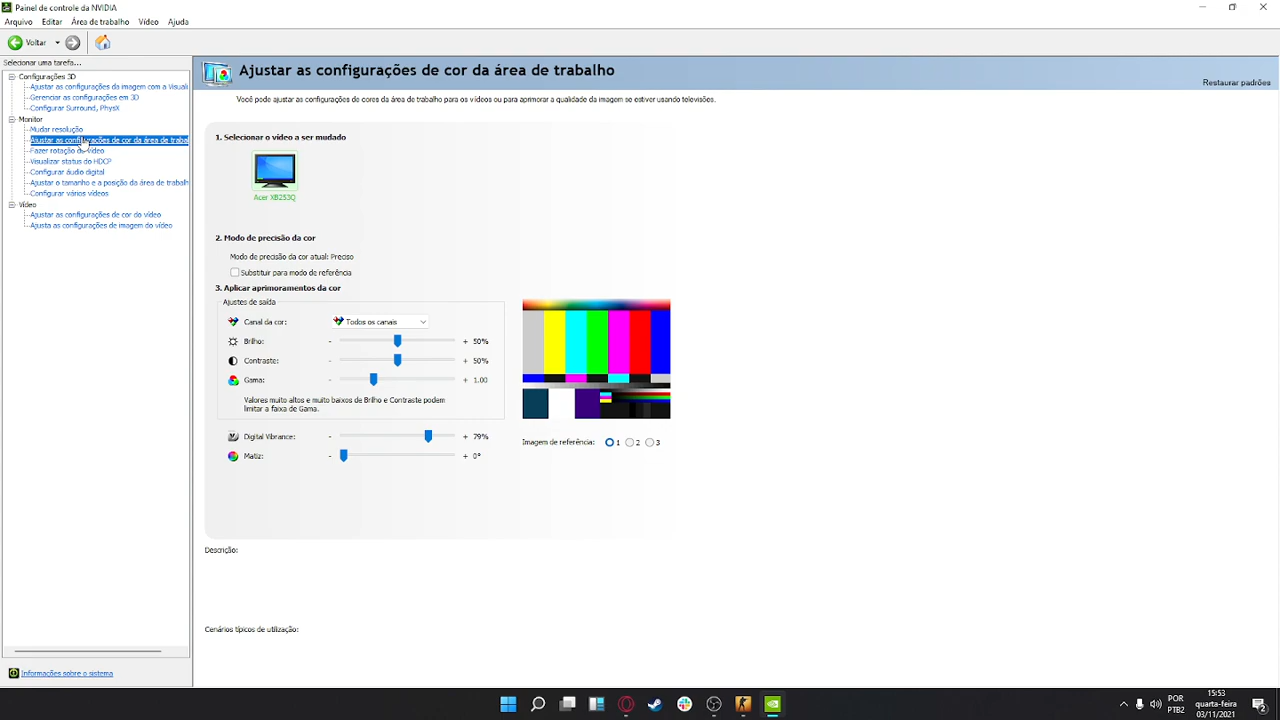 Painel de controle da NVIDIA
Arquivo Editar Área de trabalho Vídeo Ajuda
Voltar
Selecionar uma tarefa...
Configurações 3D
Ajustar as configurações da imagem com a visuali
Gerenciar as configurações em 3D
Configurar Surround, PhysX
Monitor
Mudar resolução
Ajustar as configurações de cor da área de traba
Fazer rotação do vídeo
Visualizar status do HDCP
Configurar áudio digital
Ajustar o tamanho e a posição da área de trabalh
Configurar vários vídeos
Vídeo
Ajustar as configurações de cor do vídeo
Ajusta as configurações de imagem do vídeo
Informações sobre o sistema
Ajustar as configurações de cor da área de trabalho
Restaurar padrões
Você pode ajustar as configurações de cores da área de trabalho para os vídeos ou para aprimorar a qualidade da imagem se estiver usando televisões.
1. Selecionar o vídeo a ser mudado
Acer XB253Q
2. Modo de precisão da cor
Modo de precisão da cor atual: Preciso
Substituir para modo de referência
3. Aplicar aprimoramentos da cor
Ajustes de saída
Canal da cor: Todos os canais
Brilho: - + 50%
Contraste: - + 50%
Gama: - + 1.00
Valores muito altos e muito baixos de Brilho e Contraste podem
limitar a faixa de Gama.
Digital Vibrance: - + 79%
Matiz: - + 0°
Imagem de referência: 1 2 3
Descrição:
Cenários típicos de utilização:
POR
PTB2
15:53
quarta-feira
03/11/2021
2